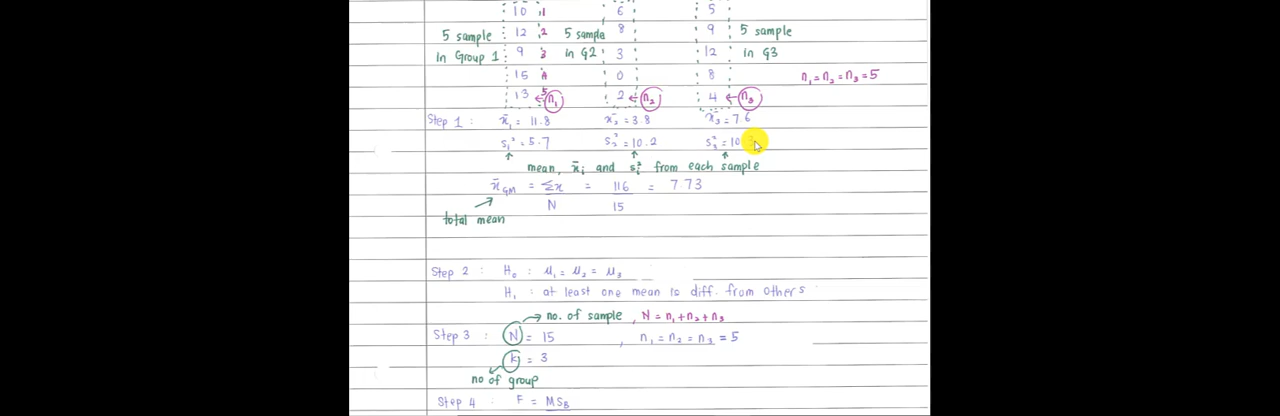 10 1 6 5
5 sample 12 2 5 sample 8 9 5 sample
in Group 1 9 3 in G2 3 12 in G3
15 4 0 8 n₁ = n₂ = n₃ = 5
13 5 ← n₁ 2 ← n₂ 4 ← n₃
Step 1 : x̄₁ = 11.8 x̄₂ = 3.8 x̄₃ = 7.6
s₁² = 5.7 s₂² = 10.2 s₃² = 10
mean, x̄ᵢ and sᵢ² from each sample
x̄GM = Σx = 116 = 7.73
N 15
total mean
Step 2 : H₀ : μ₁ = μ₂ = μ₃
H₁ : at least one mean is diff. from others
→ no. of sample , N = n₁ + n₂ + n₃
Step 3 : N = 15 , n₁ = n₂ = n₃ = 5
k = 3
no of group
Step 4 : F = MSB